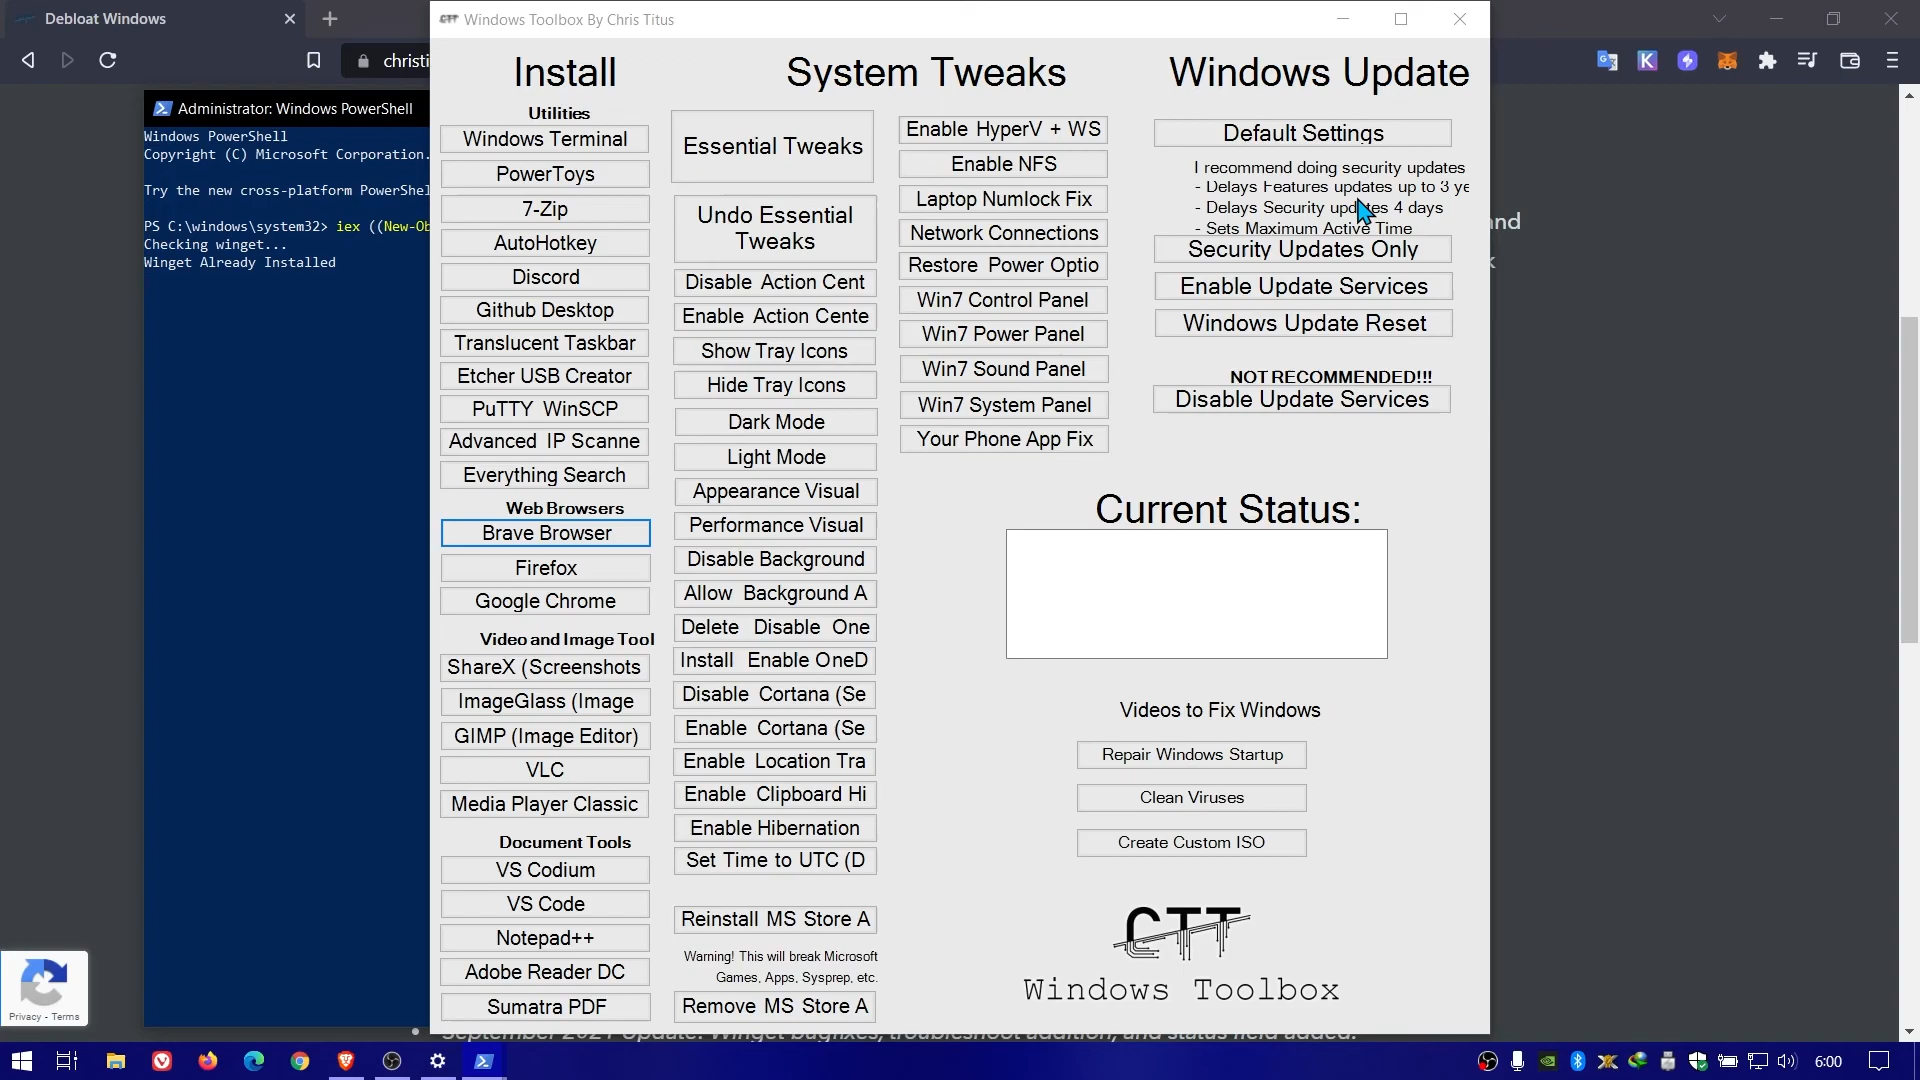 Debloat Windows
christi
Administrator: Windows PowerShell
Windows PowerShell
Copyright (C) Microsoft Corporation.
Try the new cross-platform PowerShel
PS C:\windows\system32> iex ((New-Ob
Checking winget...
Winget Already Installed
CTT Windows Toolbox By Chris Titus
Install
Utilities
Windows Terminal
PowerToys
7-Zip
AutoHotkey
Discord
Github Desktop
Translucent Taskbar
Etcher USB Creator
PuTTY WinSCP
Advanced IP Scanne
Everything Search
Web Browsers
Brave Browser
Firefox
Google Chrome
Video and Image Tool
ShareX (Screenshots
ImageGlass (Image
GIMP (Image Editor)
VLC
Media Player Classic
Document Tools
VS Codium
VS Code
Notepad++
Adobe Reader DC
Sumatra PDF
System Tweaks
Essential Tweaks
Undo Essential
Tweaks
Disable Action Cent
Enable Action Cente
Show Tray Icons
Hide Tray Icons
Dark Mode
Light Mode
Appearance Visual
Performance Visual
Disable Background
Allow Background A
Delete Disable One
Install Enable OneD
Disable Cortana (Se
Enable Cortana (Se
Enable Location Tra
Enable Clipboard Hi
Enable Hibernation
Set Time to UTC (D
Reinstall MS Store A
Warning! This will break Microsoft
Games, Apps, Sysprep, etc.
Remove MS Store A
Enable HyperV + WS
Enable NFS
Laptop Numlock Fix
Network Connections
Restore Power Optio
Win7 Control Panel
Win7 Power Panel
Win7 Sound Panel
Win7 System Panel
Your Phone App Fix
Windows Update
Default Settings
I recommend doing security updates
- Delays Features updates up to 3 ye
- Delays Security updates 4 days
- Sets Maximum Active Time
Security Updates Only
Enable Update Services
Windows Update Reset
NOT RECOMMENDED!!!
Disable Update Services
Current Status:
Videos to Fix Windows
Repair Windows Startup
Clean Viruses
Create Custom ISO
CTT
Windows Toolbox
and
k
September 2021 Update: Winget bugfixes, troubleshoot addition, and status field added.
Privacy - Terms
6:00